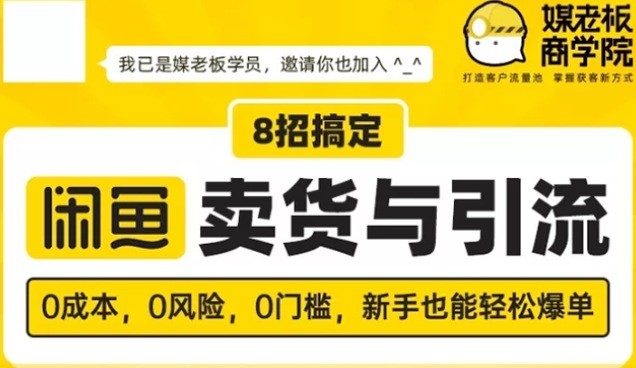 媒老板
商学院
打造客户流量池 掌握获客新方式
我已是媒老板学员，邀请你也加入 ^_^
8招搞定
闲鱼 卖货与引流
0成本，0风险，0门槛，新手也能轻松爆单